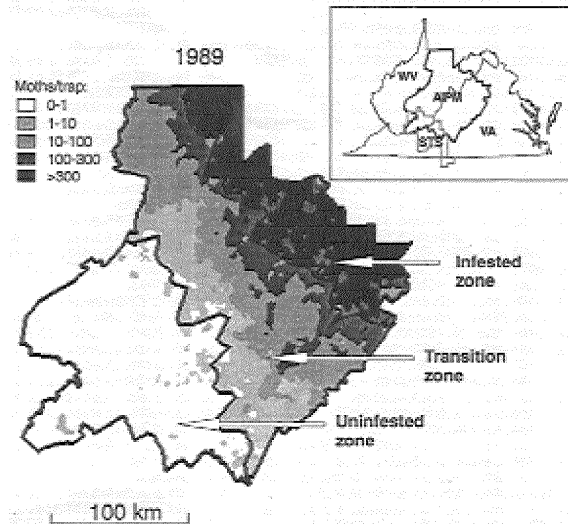 1989
Moths/trap:
0-1
1-10
10-100
100-300
>300
WV
AIPM
STS
VA
Infested
zone
Transition
zone
Uninfested
zone
100 km